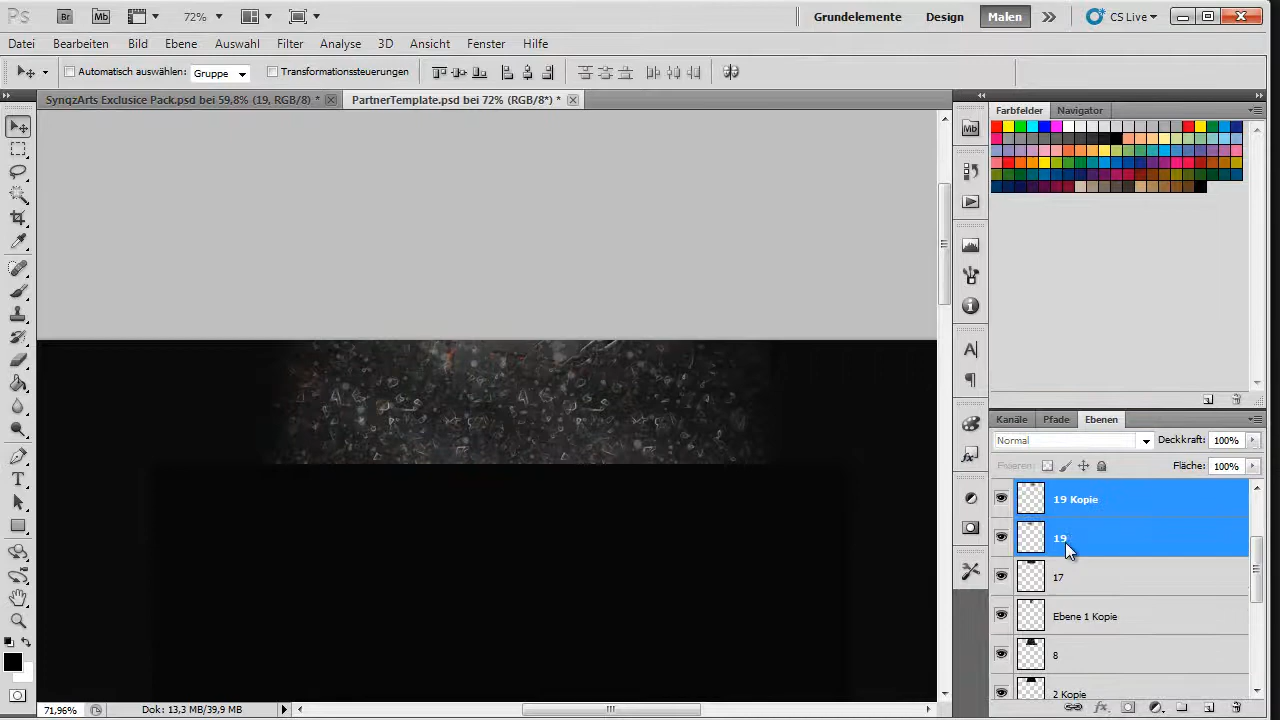 Ps Br Mb 72% Grundelemente Design Malen CS Live
Datei Bearbeiten Bild Ebene Auswahl Filter Analyse 3D Ansicht Fenster Hilfe
Automatisch auswählen: Gruppe Transformationssteuerungen
SynqzArts Exclusice Pack.psd bei 59,8% (19, RGB/8) * PartnerTemplate.psd bei 72% (RGB/8*) *
Farbfelder Navigator
Mb
Kanäle Pfade Ebenen
Normal Deckkraft: 100%
Fixieren: Fläche: 100%
19 Kopie
19
17
Ebene 1 Kopie
8
2 Kopie
71,96% Dok: 13,3 MB/39,9 MB